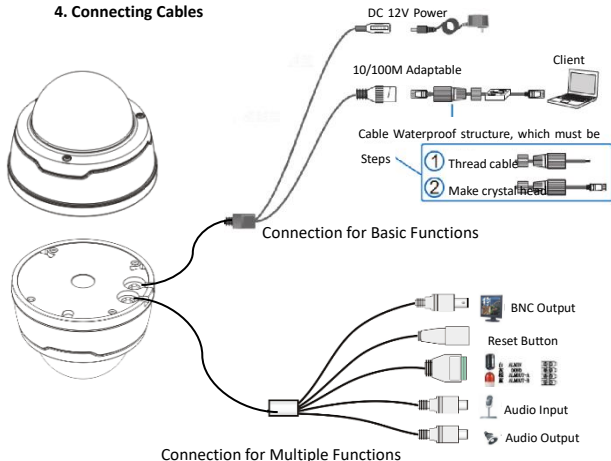 4. Connecting Cables
DC 12V Power
10/100M Adaptable
Client
Cable Waterproof structure, which must be
Steps
1 Thread cable
2 Make crystal head
Connection for Basic Functions
BNC Output
Reset Button
ALMOUT-A
ALMOUT-B
Audio Input
Audio Output
Connection for Multiple Functions